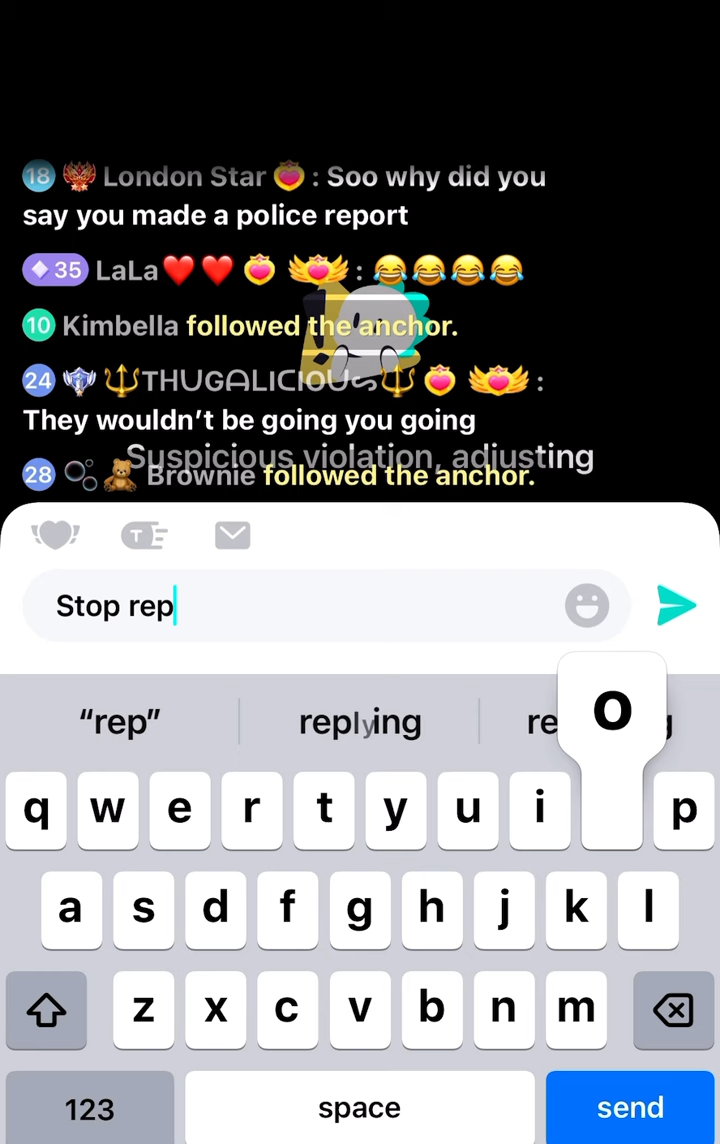 18 London Star : Soo why did you
say you made a police report
35 LaLa❤️❤️ : 😂😂😂😂
10 Kimbella followed the anchor.
24 🔱THUGALICIOUS🔱 :
They wouldn’t be going you going
Suspicious violation, adjusting
28 🧸 Brownie followed the anchor.
Stop rep
“rep” replying
q w e r t y u i o p
a s d f g h j k l
z x c v b n m
123 space send